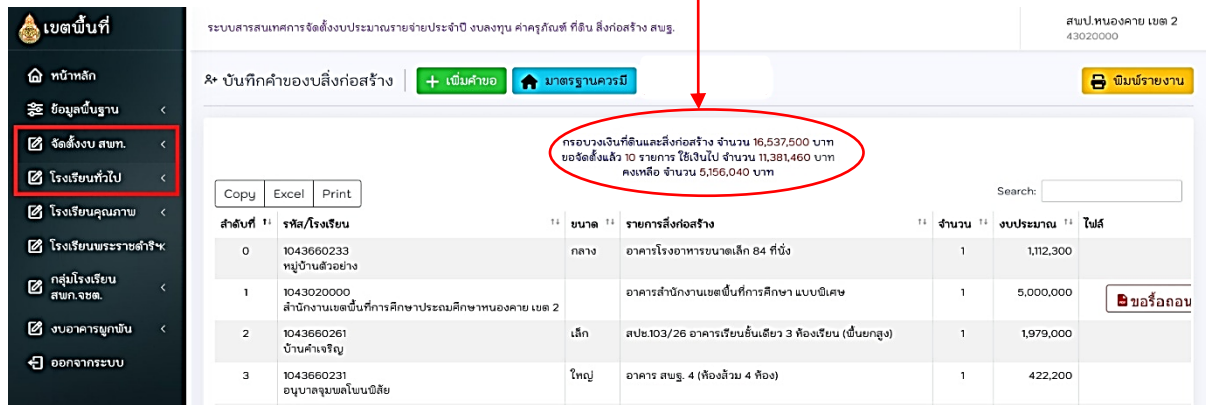 เขตพื้นที่
ระบบสารสนเทศการจัดตั้งงบประมาณรายจ่ายประจำปี งบลงทุน ค่าครุภัณฑ์ ที่ดิน สิ่งก่อสร้าง สพฐ.
สพป.หนองคาย เขต 2
43020000
หน้าหลัก
ข้อมูลพื้นฐาน
จัดตั้งงบ สพท.
โรงเรียนทั่วไป
โรงเรียนคุณภาพ
โรงเรียนพระราชดำริฯ
กลุ่มโรงเรียน
สพก.จชต.
งบอาคารผูกพัน
ออกจากระบบ
บันทึกคำของบสิ่งก่อสร้าง
+ เพิ่มคำขอ
มาตรฐานควรมี
พิมพ์รายงาน
กรอบวงเงินที่ดินและสิ่งก่อสร้าง จำนวน 16,537,500 บาท
ขอจัดตั้งแล้ว 10 รายการ ใช้เงินไป จำนวน 11,381,460 บาท
คงเหลือ จำนวน 5,156,040 บาท
Copy Excel Print
Search:
ลำดับที่ รหัส/โรงเรียน ขนาด รายการสิ่งก่อสร้าง จำนวน งบประมาณ ไฟล์
0 1043660233 กลาง อาคารโรงอาหารขนาดเล็ก 84 ที่นั่ง 1 1,112,300
หมู่บ้านตัวอย่าง
1 1043020000 อาคารสำนักงานเขตพื้นที่การศึกษา แบบพิเศษ 1 5,000,000 ขอรื้อถอน
สำนักงานเขตพื้นที่การศึกษาประถมศึกษาหนองคาย เขต 2
2 1043660261 เล็ก สปช.103/26 อาคารเรียนชั้นเดียว 3 ห้องเรียน (พื้นยกสูง) 1 1,979,000
บ้านคำเจริญ
3 1043660231 ใหญ่ อาคาร สพฐ. 4 (ห้องส้วม 4 ห้อง) 1 422,200
อนุบาลจุมพลโพนพิสัย